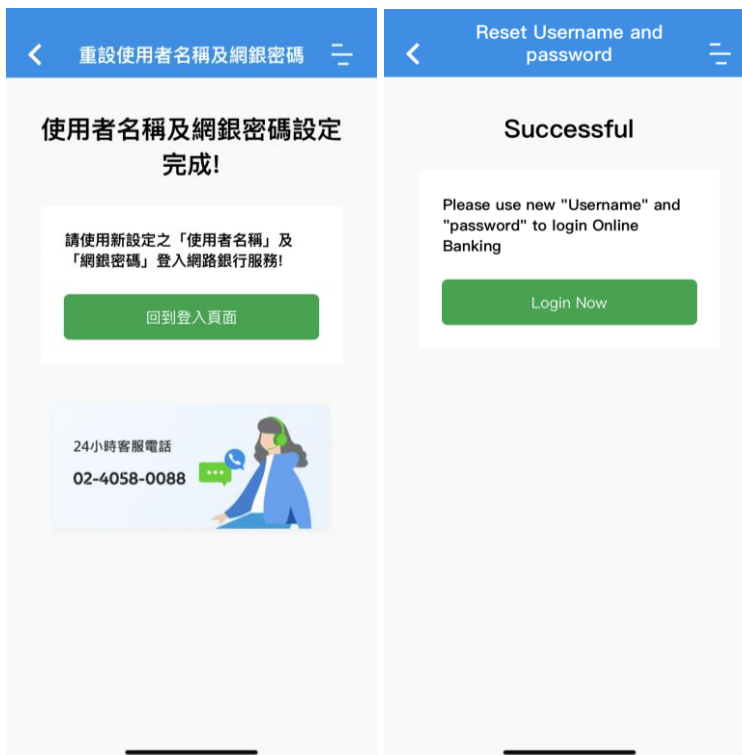 重設使用者名稱及網銀密碼
使用者名稱及網銀密碼設定
完成!
請使用新設定之「使用者名稱」及
「網銀密碼」登入網路銀行服務!
回到登入頁面
24小時客服電話
02-4058-0088
Reset Username and
password
Successful
Please use new "Username" and
"password" to login Online
Banking
Login Now